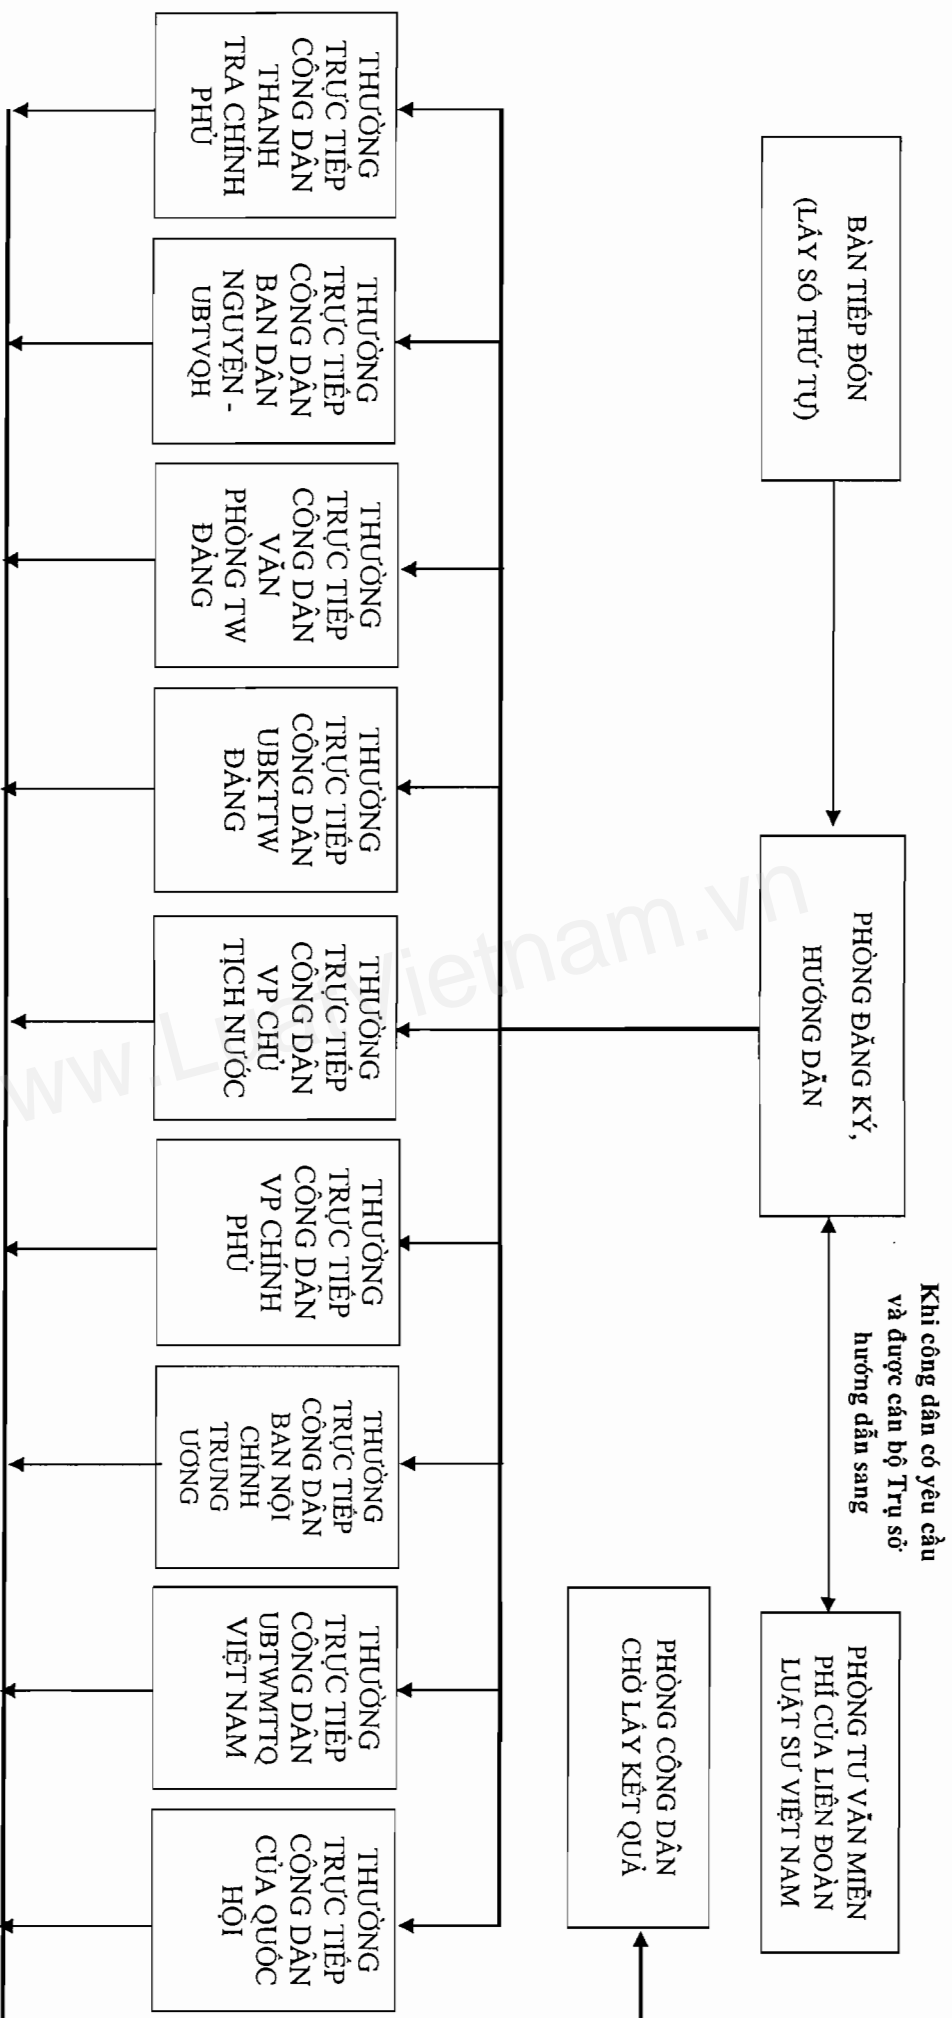 BÀN TIẾP ĐÓN
(LẤY SỐ THỨ TỰ)
PHÒNG ĐĂNG KÝ,
HƯỚNG DẪN
Khi công dân có yêu cầu
và được cán bộ Trụ sở
hướng dẫn sang
PHÒNG TƯ VẤN MIỄN
PHÍ CỦA LIÊN ĐOÀN
LUẬT SƯ VIỆT NAM
PHÒNG CÔNG DÂN
CHỜ LẤY KẾT QUẢ
THƯỜNG
TRỰC TIẾP
CÔNG DÂN
THANH
TRA CHÍNH
PHỦ
THƯỜNG
TRỰC TIẾP
CÔNG DÂN
BAN DÂN
NGUYỆN -
UBTVQH
THƯỜNG
TRỰC TIẾP
CÔNG DÂN
VĂN
PHÒNG TW
ĐẢNG
THƯỜNG
TRỰC TIẾP
CÔNG DÂN
UBKTTW
ĐẢNG
THƯỜNG
TRỰC TIẾP
CÔNG DÂN
VP CHỦ
TỊCH NƯỚC
THƯỜNG
TRỰC TIẾP
CÔNG DÂN
VP CHÍNH
PHỦ
THƯỜNG
TRỰC TIẾP
CÔNG DÂN
BAN NỘI
CHÍNH
TRUNG
ƯƠNG
THƯỜNG
TRỰC TIẾP
CÔNG DÂN
UBTWMTTQ
VIỆT NAM
THƯỜNG
TRỰC TIẾP
CÔNG DÂN
CỦA QUỐC
HỘI
ww.LuatVietnam.vn